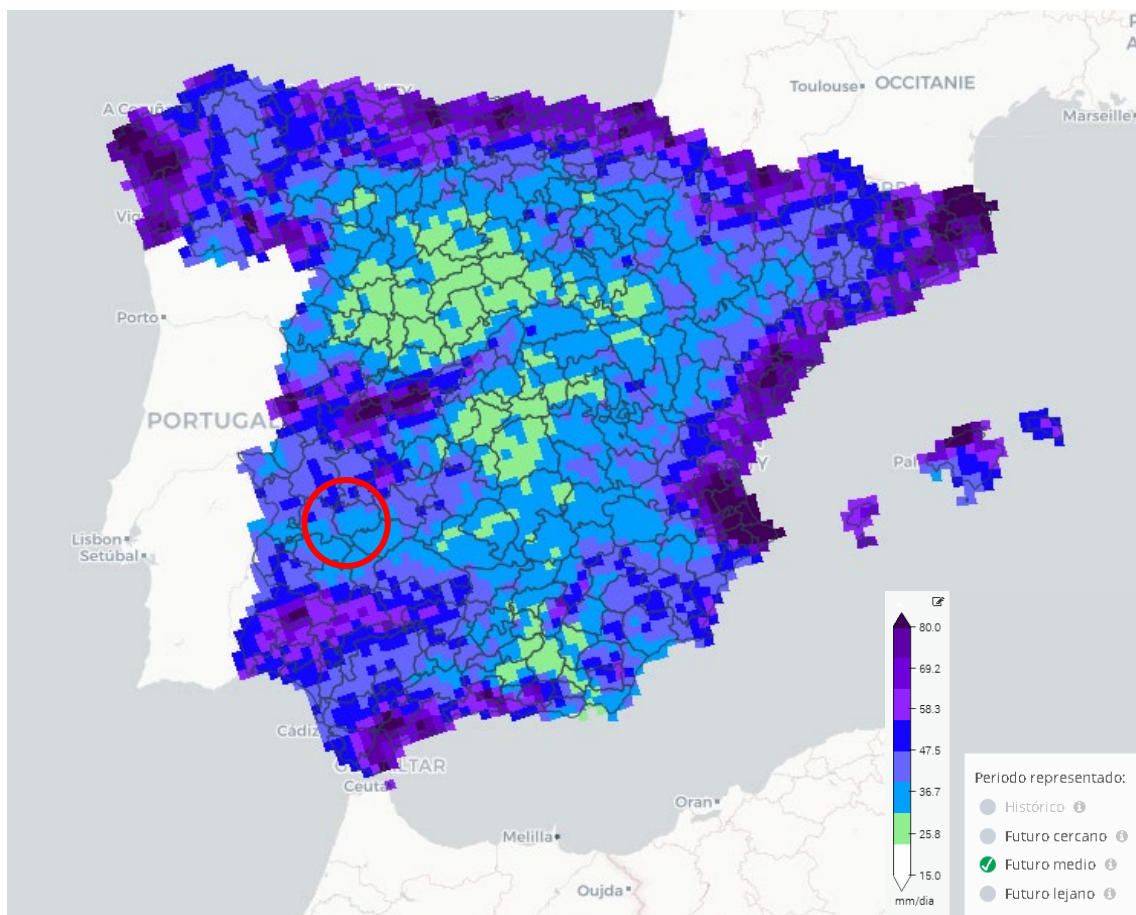 Toulouse
OCCITANIE
Marseille
A Coruña
Vig
Porto
PORTUGAL
Pal
Lisbon
Setúbal
Cádiz
Ceuta
Oran
Melilla
Oujda
80.0
69.2
58.3
47.5
36.7
25.8
15.0
mm/dia
Periodo representado:
Histórico
Futuro cercano
Futuro medio
Futuro lejano